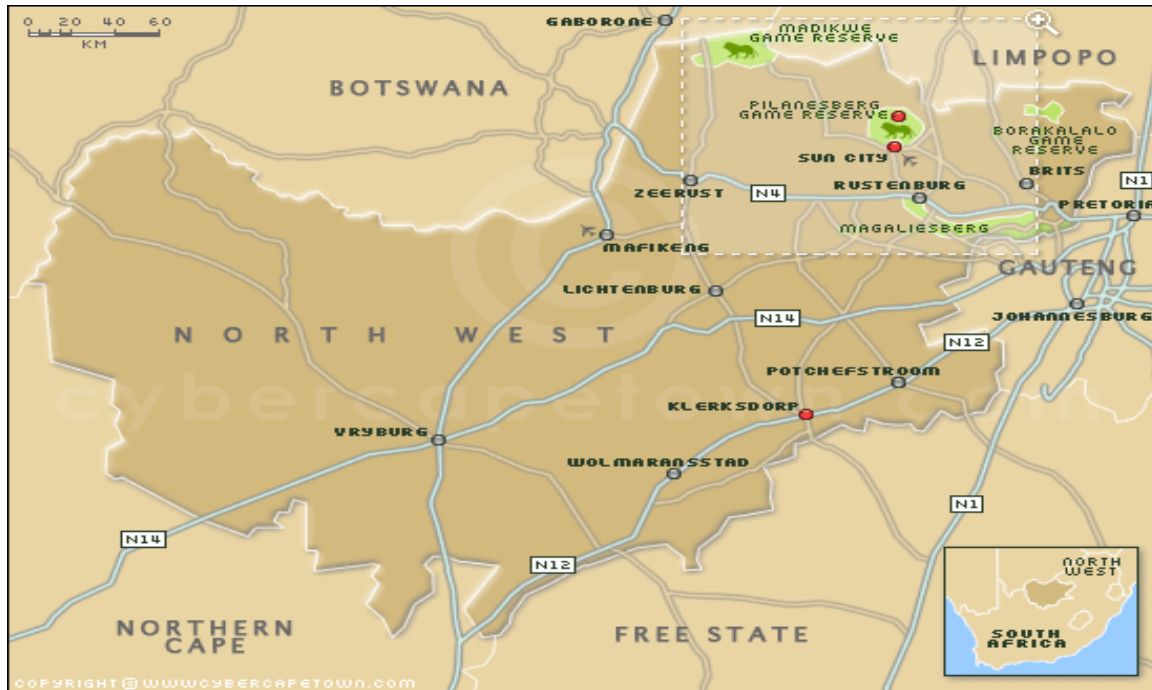 0 20 40 60
KM
GABORONE
MADIKWE
GAME RESERVE
LIMPOPO
BOTSWANA
PILANESBERG
GAME RESERVE
BORAKALALO
GAME
RESERVE
SUN CITY
BRITS
ZEERUST
N4
RUSTENBURG
N1
PRETORIA
MAGALIESBERG
MAFIKENG
GAUTENG
LICHTENBURG
JOHANNESBURG
N14
NORTH WEST
N12
POTCHEFSTROOM
cybercapetown.com
KLERKSDORP
VRYBURG
WOLMARANSSTAD
N1
N14
N12
NORTH
WEST
NORTHERN
CAPE
FREE STATE
SOUTH
AFRICA
COPYRIGHT © WWWCYBERCAPETOWN.COM